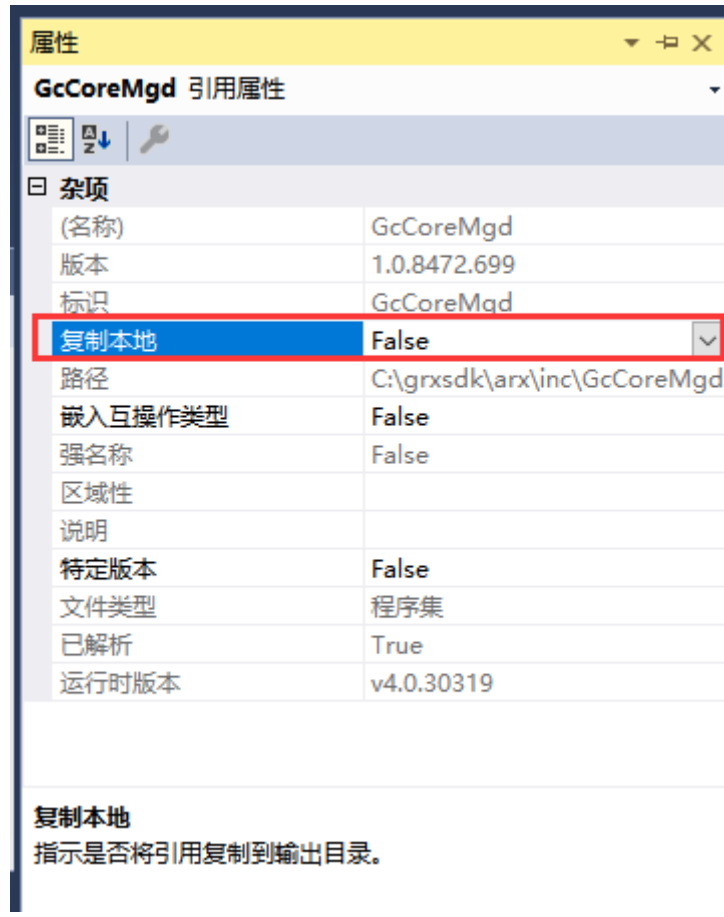 属性
GcCoreMgd 引用属性
杂项
(名称) GcCoreMgd
版本 1.0.8472.699
标识 GcCoreMgd
复制本地 False
路径 C:\grxsdk\arx\inc\GcCoreMgd
嵌入互操作类型 False
强名称 False
区域性
说明
特定版本 False
文件类型 程序集
已解析 True
运行时版本 v4.0.30319
复制本地
指示是否将引用复制到输出目录。